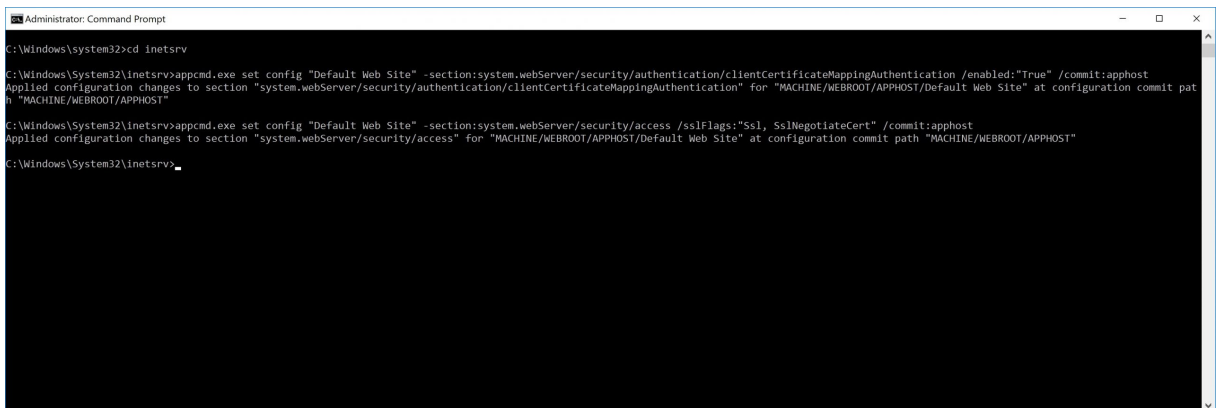 Administrator: Command Prompt
C:\Windows\system32>cd inetsrv
C:\Windows\System32\inetsrv>appcmd.exe set config "Default Web Site" -section:system.webServer/security/authentication/clientCertificateMappingAuthentication /enabled:"True" /commit:apphost
Applied configuration changes to section "system.webServer/security/authentication/clientCertificateMappingAuthentication" for "MACHINE/WEBROOT/APPHOST/Default Web Site" at configuration commit pat
h "MACHINE/WEBROOT/APPHOST"
C:\Windows\System32\inetsrv>appcmd.exe set config "Default Web Site" -section:system.webServer/security/access /sslFlags:"Ssl, SslNegotiateCert" /commit:apphost
Applied configuration changes to section "system.webServer/security/access" for "MACHINE/WEBROOT/APPHOST/Default Web Site" at configuration commit path "MACHINE/WEBROOT/APPHOST"
C:\Windows\System32\inetsrv>